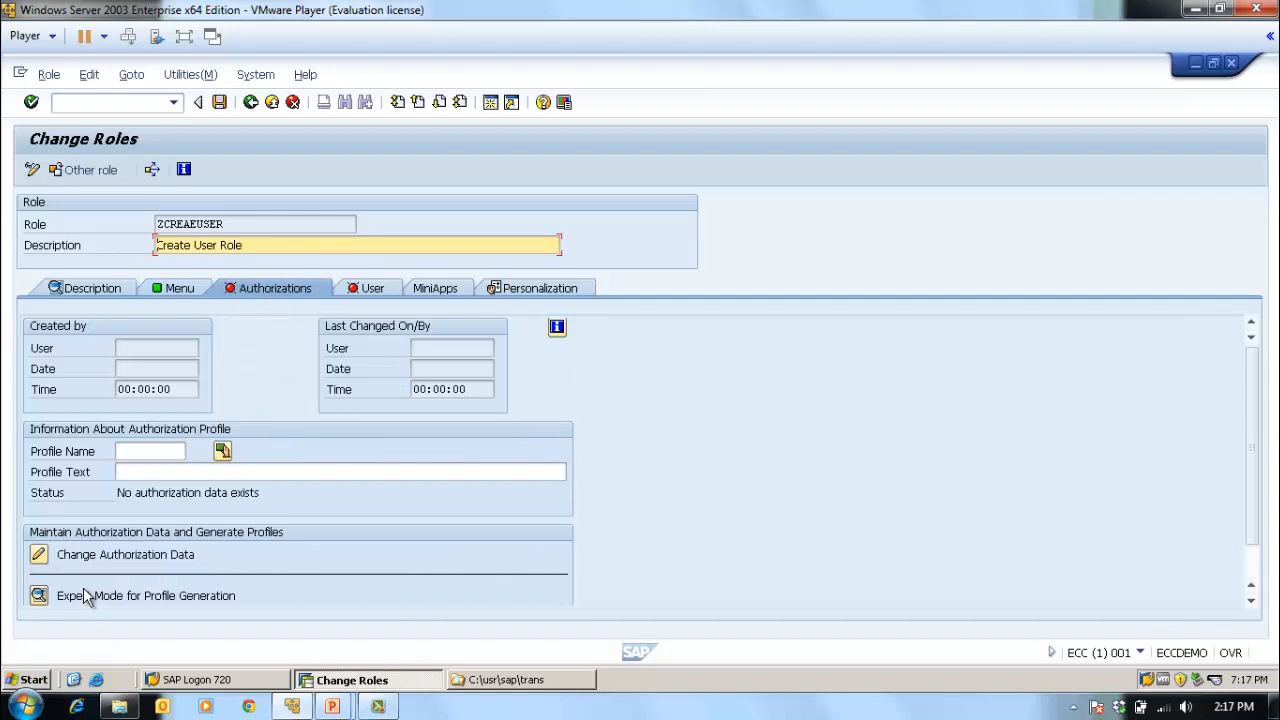 Windows Server 2003 Enterprise x64 Edition - VMware Player (Evaluation license)
Player
Role Edit Goto Utilities(M) System Help
Change Roles
Other role
Role
Role ZCREAEUSER
Description Create User Role
Description Menu Authorizations User MiniApps Personalization
Created by Last Changed On/By
User User
Date Date
Time 00:00:00 Time 00:00:00
Information About Authorization Profile
Profile Name
Profile Text
Status No authorization data exists
Maintain Authorization Data and Generate Profiles
Change Authorization Data
Expert Mode for Profile Generation
SAP ECC (1) 001 ECCDEMO OVR
Start SAP Logon 720 Change Roles C:\usr\sap\trans 7:17 PM
2:17 PM